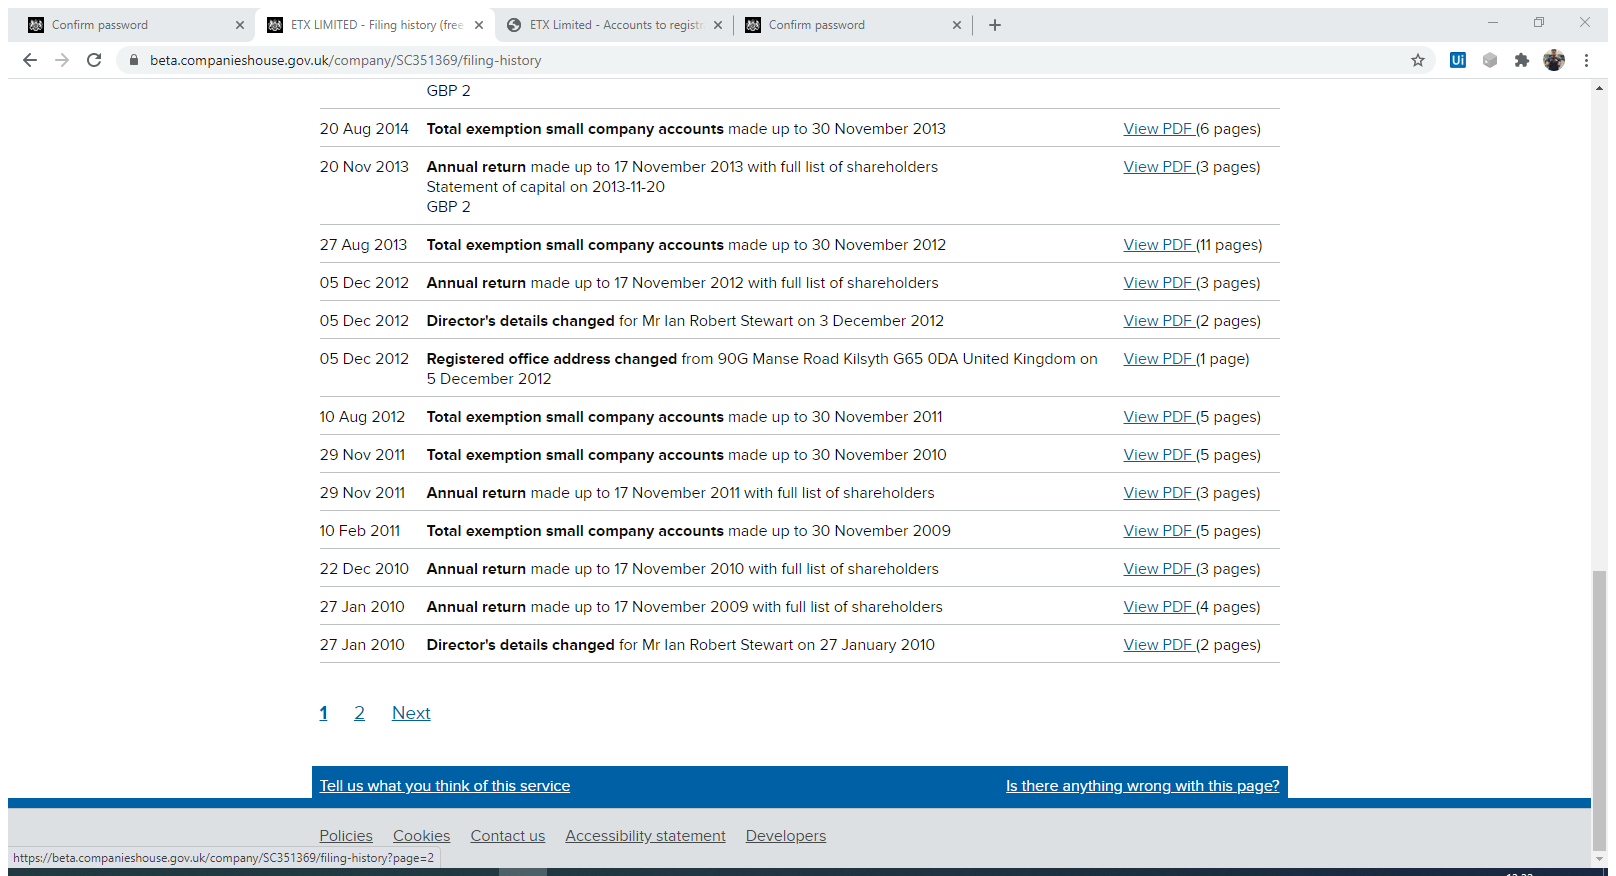 Confirm password
ETX LIMITED - Filing history (free
ETX Limited - Accounts to registr
Confirm password
beta.companieshouse.gov.uk/company/SC351369/filing-history
Ui
GBP 2
20 Aug 2014 Total exemption small company accounts made up to 30 November 2013 View PDF (6 pages)
20 Nov 2013 Annual return made up to 17 November 2013 with full list of shareholders View PDF (3 pages)
Statement of capital on 2013-11-20
GBP 2
27 Aug 2013 Total exemption small company accounts made up to 30 November 2012 View PDF (11 pages)
05 Dec 2012 Annual return made up to 17 November 2012 with full list of shareholders View PDF (3 pages)
05 Dec 2012 Director's details changed for Mr Ian Robert Stewart on 3 December 2012 View PDF (2 pages)
05 Dec 2012 Registered office address changed from 90G Manse Road Kilsyth G65 0DA United Kingdom on View PDF (1 page)
5 December 2012
10 Aug 2012 Total exemption small company accounts made up to 30 November 2011 View PDF (5 pages)
29 Nov 2011 Total exemption small company accounts made up to 30 November 2010 View PDF (5 pages)
29 Nov 2011 Annual return made up to 17 November 2011 with full list of shareholders View PDF (3 pages)
10 Feb 2011 Total exemption small company accounts made up to 30 November 2009 View PDF (5 pages)
22 Dec 2010 Annual return made up to 17 November 2010 with full list of shareholders View PDF (3 pages)
27 Jan 2010 Annual return made up to 17 November 2009 with full list of shareholders View PDF (4 pages)
27 Jan 2010 Director's details changed for Mr Ian Robert Stewart on 27 January 2010 View PDF (2 pages)
1 2 Next
Tell us what you think of this service Is there anything wrong with this page?
Policies Cookies Contact us Accessibility statement Developers
https://beta.companieshouse.gov.uk/company/SC351369/filing-history?page=2